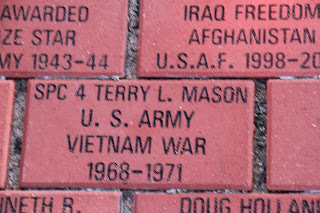 AWARDED
ZE STAR
MY 1943-44
IRAQ FREEDOM
AFGHANISTAN
U.S.A.F. 1998-20
SPC 4 TERRY L. MASON
U. S. ARMY
VIETNAM WAR
1968-1971
NETH R.
DOUG HOLLAN